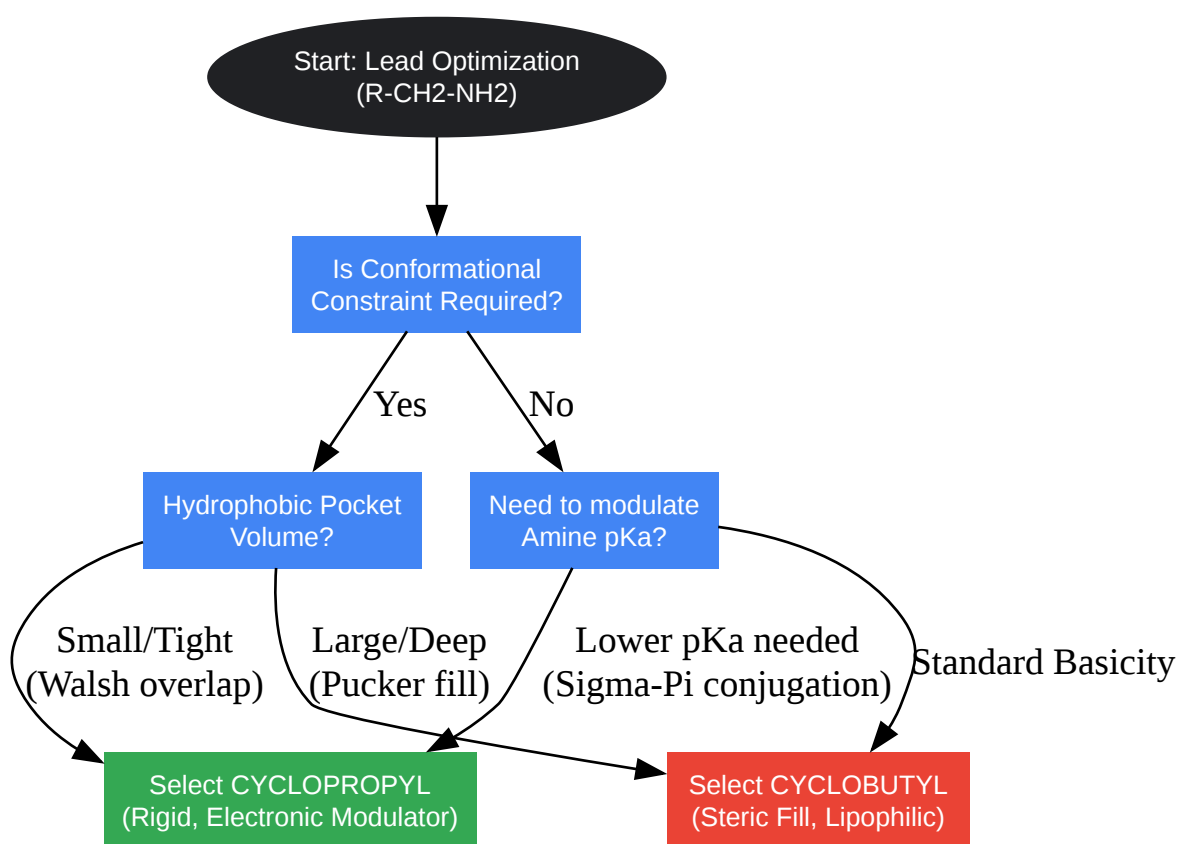 Start: Lead Optimization
(R-CH2-NH2)
Is Conformational
Constraint Required?
Yes
No
Hydrophobic Pocket
Volume?
Need to modulate
Amine pKa?
Small/Tight
(Walsh overlap)
Large/Deep
(Pucker fill)
Lower pKa needed
(Sigma-Pi conjugation)
Standard Basicity
Select CYCLOPROPYL
(Rigid, Electronic Modulator)
Select CYCLOBUTYL
(Steric Fill, Lipophilic)